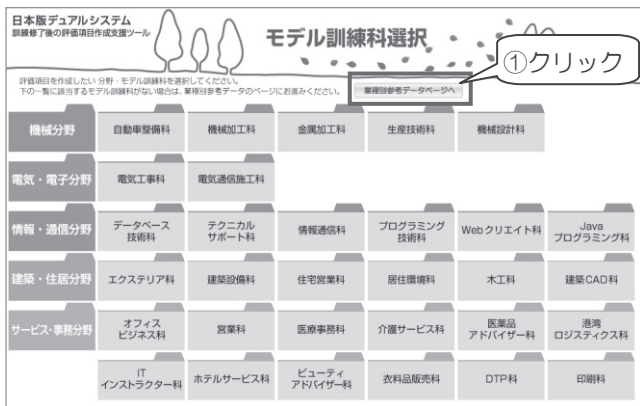 日本版デュアルシステム
訓練修了後の評価項目作成支援ツール
モデル訓練科選択
①クリック
評価項目を作成したい分野・モデル訓練科を選択してください。
下の一覧に該当するモデル訓練科がない場合は、業種別参考データのページにお進みください。
業種別参考データページへ
機械分野
自動車整備科
機械加工科
金属加工科
生産技術科
機械設計科
電気・電子分野
電気工事科
電気通信施工科
情報・通信分野
データベース
技術科
テクニカル
サポート科
情報通信科
プログラミング
技術科
Webクリエイト科
Java
プログラミング科
建築・住居分野
エクステリア科
建築設備科
住宅営業科
居住環境科
木工科
建築CAD科
サービス・事務分野
オフィス
ビジネス科
営業科
医療事務科
介護サービス科
医薬品
アドバイザー科
港湾
ロジスティクス科
IT
インストラクター科
ホテルサービス科
ビューティ
アドバイザー科
衣料品販売科
DTP科
印刷科